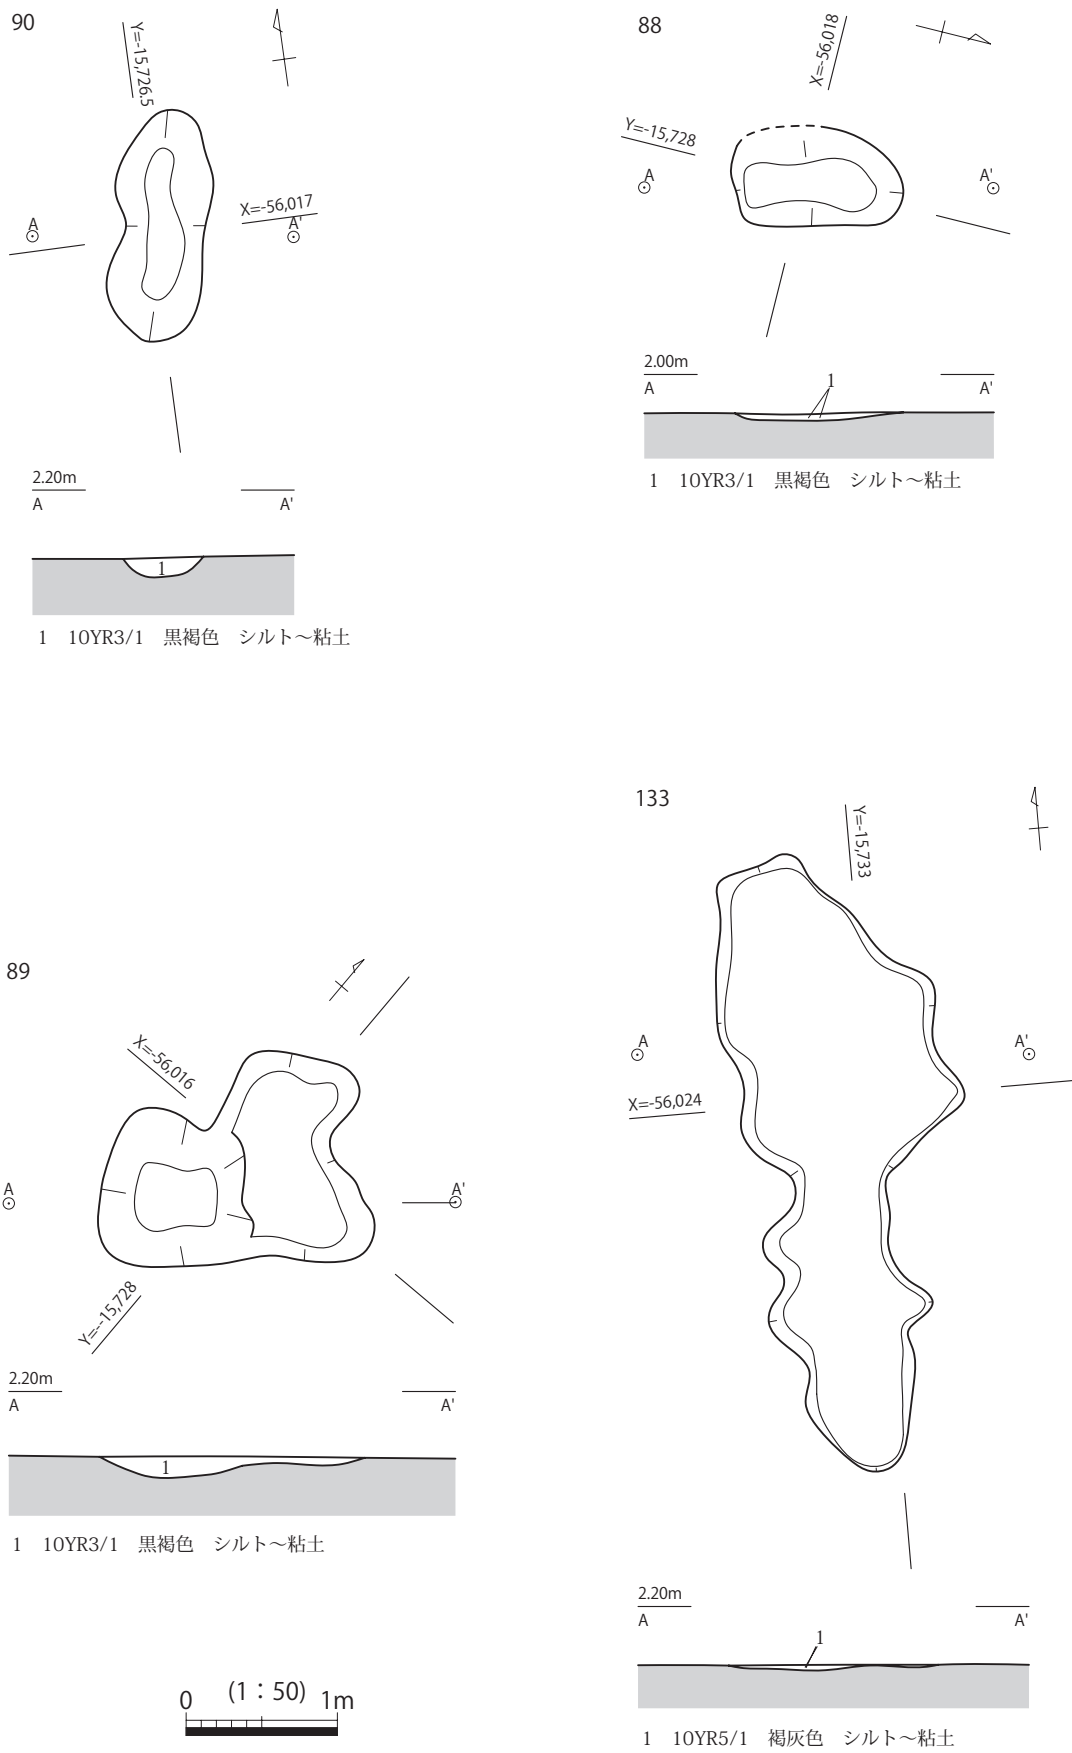 90
Y=-15,726.5
X=-56,017
A
A'
2.20m
A
A'
1
1 10YR3/1 黒褐色 シルト～粘土
88
X=-56,018
Y=-15,728
A
A'
2.00m
A
A'
1
1 10YR3/1 黒褐色 シルト～粘土
89
X=-56,016
A
A'
Y=--15,728
2.20m
A
A'
1
1 10YR3/1 黒褐色 シルト～粘土
133
Y=-15,733
A
A'
X=-56,024
2.20m
A
A'
1
1 10YR5/1 褐灰色 シルト～粘土
0 (1：50) 1m